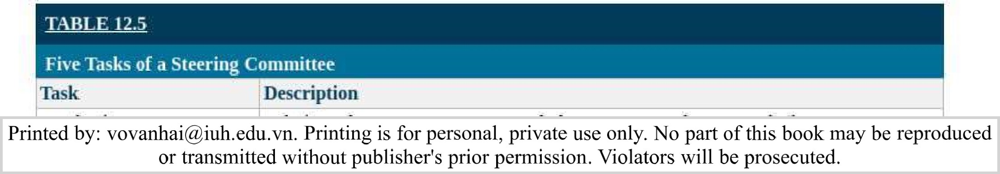 TABLE 12.5
Five Tasks of a Steering Committee
Task Description
Printed by: vovanhai@iuh.edu.vn. Printing is for personal, private use only. No part of this book may be reproduced
or transmitted without publisher's prior permission. Violators will be prosecuted.